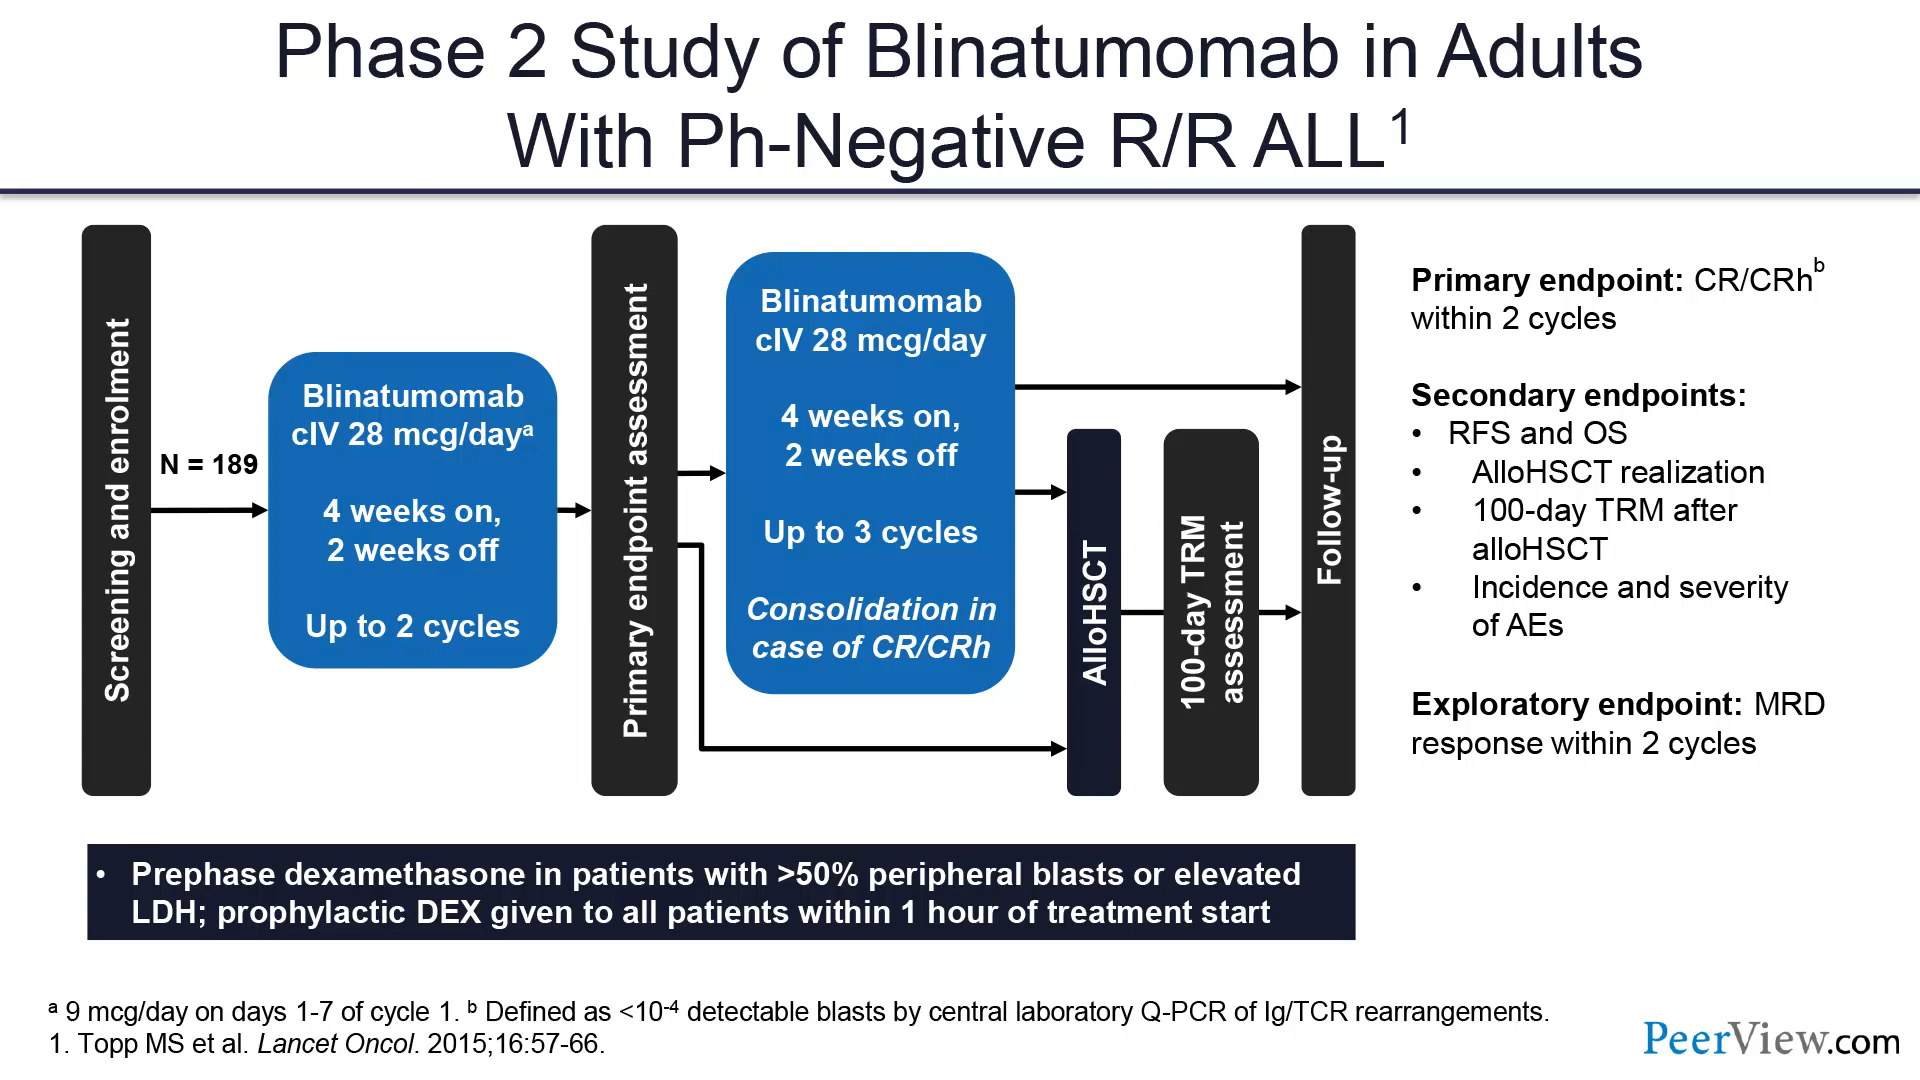 Phase 2 Study of Blinatumomab in Adults
With Ph-Negative R/R ALL¹
Screening and enrolment
N = 189
Blinatumomab
cIV 28 mcg/dayᵃ
4 weeks on,
2 weeks off
Up to 2 cycles
Primary endpoint assessment
Blinatumomab
cIV 28 mcg/day
4 weeks on,
2 weeks off
Up to 3 cycles
Consolidation in
case of CR/CRh
AlloHSCT
100-day TRM
assessment
Follow-up
Primary endpoint: CR/CRhᵇ
within 2 cycles
Secondary endpoints:
• RFS and OS
• AlloHSCT realization
• 100-day TRM after
alloHSCT
• Incidence and severity
of AEs
Exploratory endpoint: MRD
response within 2 cycles
• Prephase dexamethasone in patients with >50% peripheral blasts or elevated
LDH; prophylactic DEX given to all patients within 1 hour of treatment start
ᵃ 9 mcg/day on days 1-7 of cycle 1. ᵇ Defined as <10⁻⁴ detectable blasts by central laboratory Q-PCR of Ig/TCR rearrangements.
1. Topp MS et al. Lancet Oncol. 2015;16:57-66.
PeerView.com